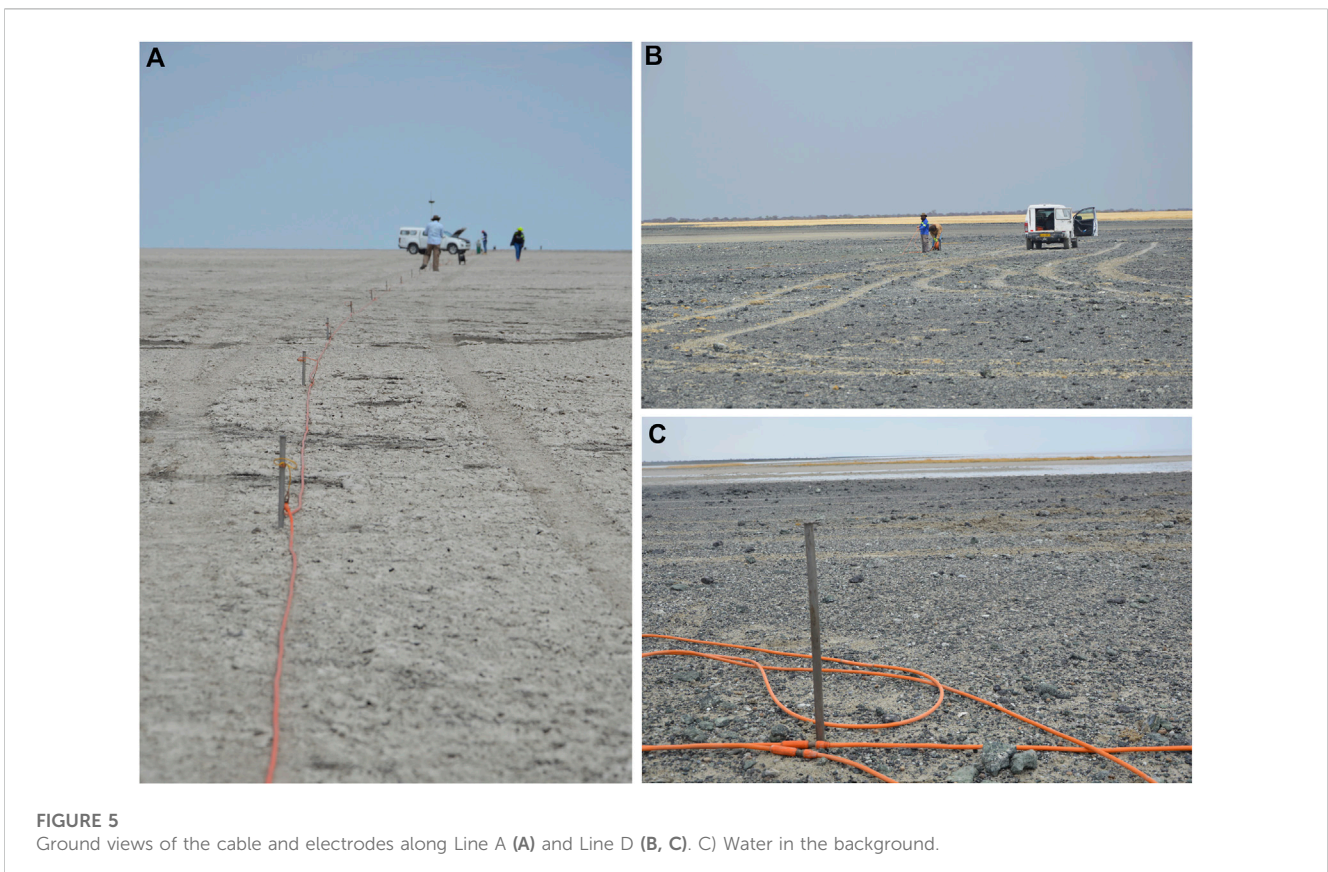 A
B
C
FIGURE 5
Ground views of the cable and electrodes along Line A (A) and Line D (B, C). C) Water in the background.